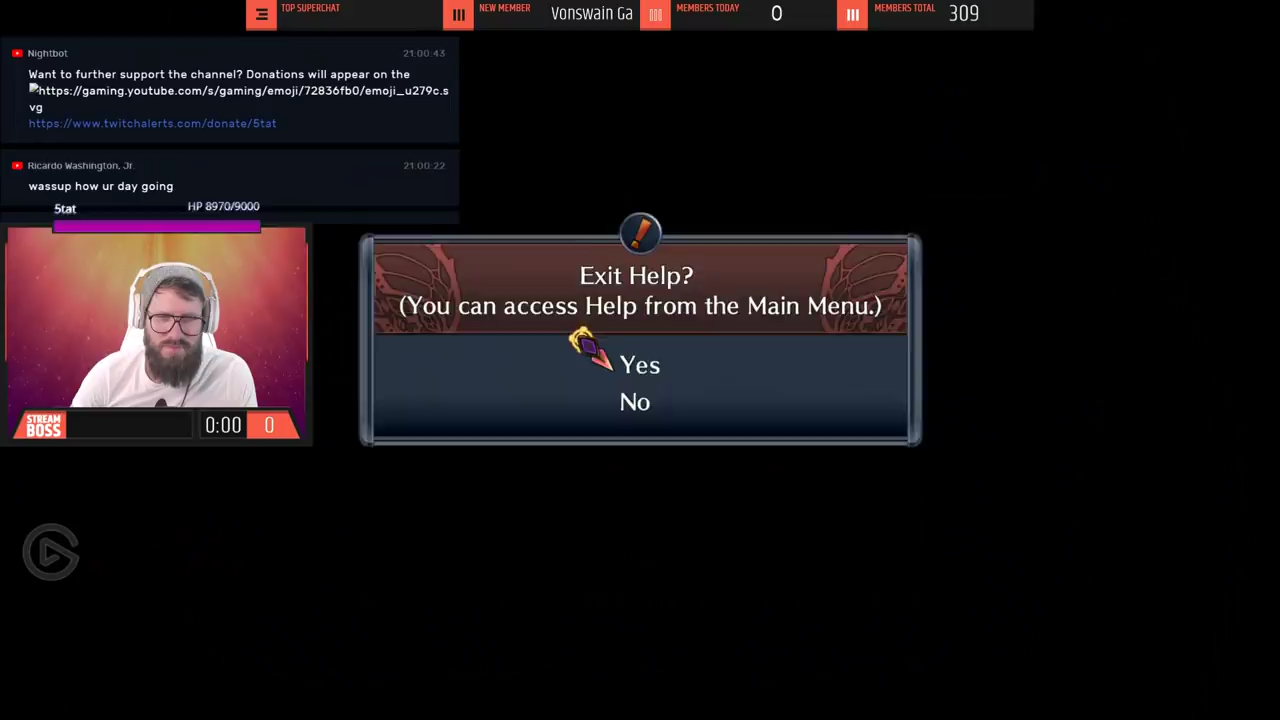 TOP SUPERCHAT
NEW MEMBER
Vonswain Ga
MEMBERS TODAY
0
MEMBERS TOTAL
309
Nightbot
21:00:43
Want to further support the channel? Donations will appear on the
https://gaming.youtube.com/s/gaming/emoji/72836fb0/emoji_u279c.s
vg
https://www.twitchalerts.com/donate/5tat
Ricardo Washington, Jr.
21:00:22
wassup how ur day going
5tat
HP 8970/9000
Exit Help?
(You can access Help from the Main Menu.)
Yes
No
STREAM
BOSS
0:00
0